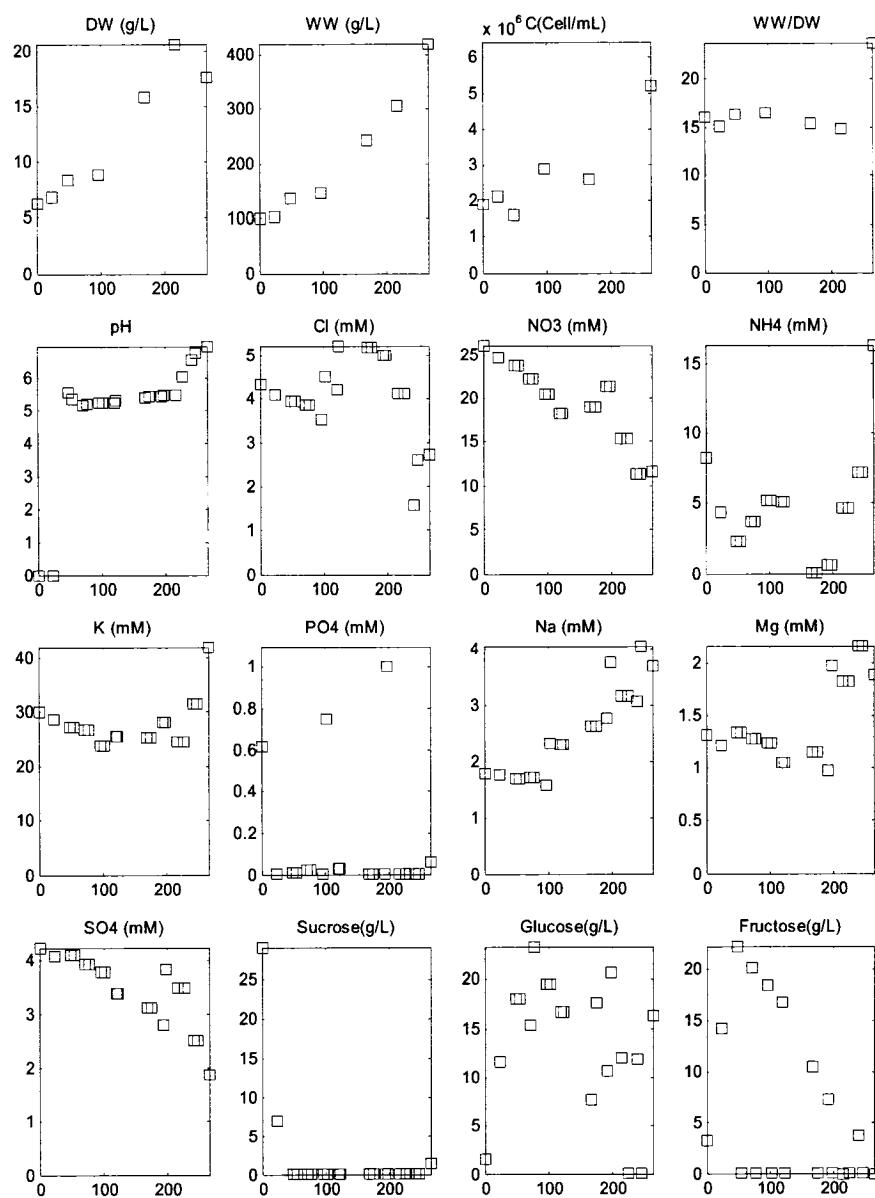 DW (g/L) WW (g/L) x 10^6 C(Cell/mL) WW/DW
20 15 10 5 0
400 300 200 100 0
6 5 4 3 2 1 0
20 15 10 5 0
0 100 200 0 100 200 0 100 200 0 100 200
pH Cl (mM) NO3 (mM) NH4 (mM)
6 5 4 3 2 1 0
5 4 3 2 1 0
25 20 15 10 5 0
15 10 5 0
0 100 200 0 100 200 0 100 200 0 100 200
K (mM) PO4 (mM) Na (mM) Mg (mM)
40 30 20 10 0
1 0.8 0.6 0.4 0.2 0
4 3 2 1 0
2 1.5 1 0.5 0
0 100 200 0 100 200 0 100 200 0 100 200
SO4 (mM) Sucrose(g/L) Glucose(g/L) Fructose(g/L)
4 3 2 1 0
25 20 15 10 5 0
20 15 10 5 0
20 15 10 5 0
0 100 200 0 100 200 0 100 200 0 100 200